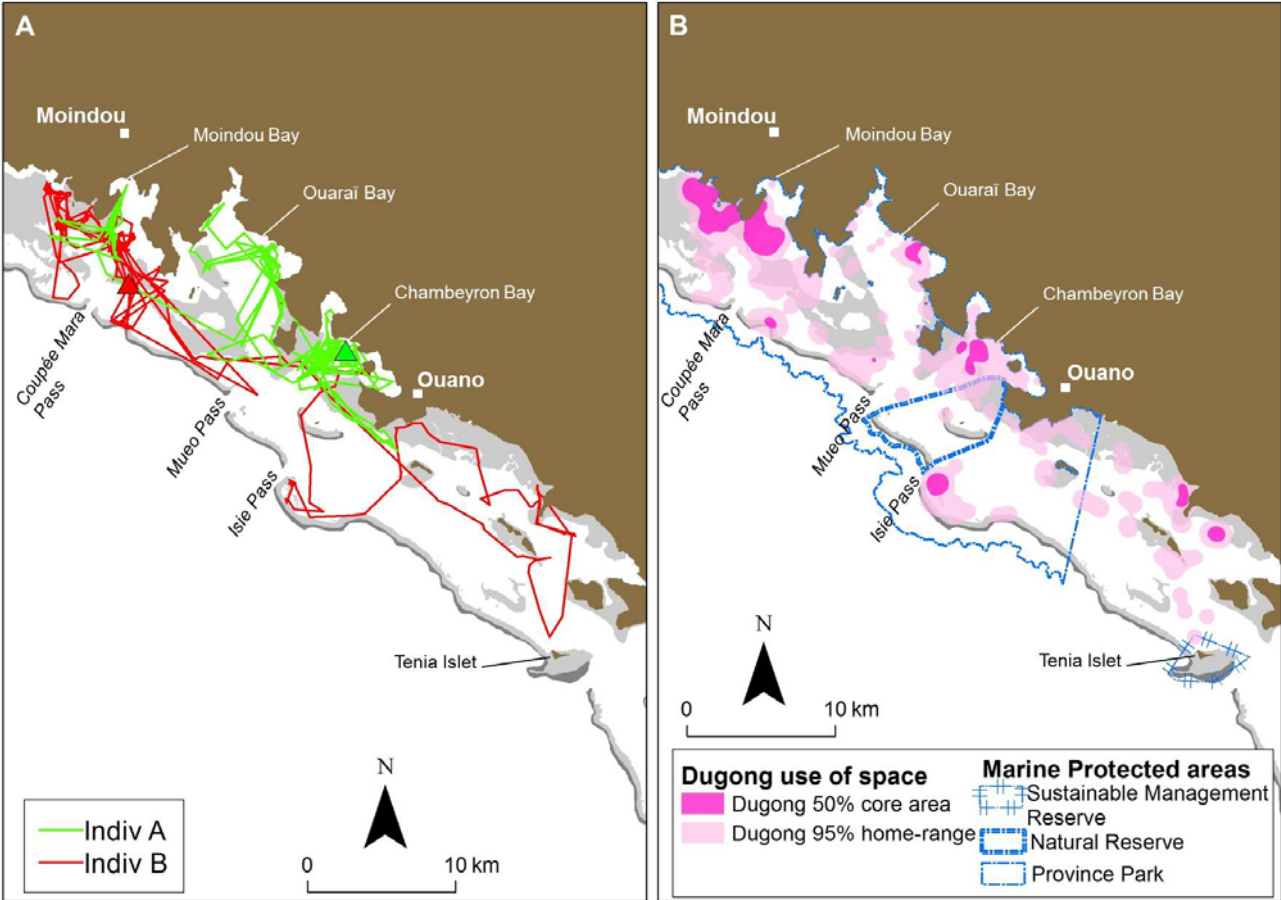 A
Moindou
Moindou Bay
Ouaraï Bay
Chambeyron Bay
Ouano
Coupée Mara
Pass
Mueo Pass
Isie Pass
Tenia Islet
N
0 10 km
Indiv A
Indiv B
B
Moindou
Moindou Bay
Ouaraï Bay
Chambeyron Bay
Ouano
Coupée Mara
Pass
Mueo Pass
Isie Pass
Tenia Islet
N
0 10 km
Dugong use of space
Dugong 50% core area
Dugong 95% home-range
Marine Protected areas
Sustainable Management
Reserve
Natural Reserve
Province Park